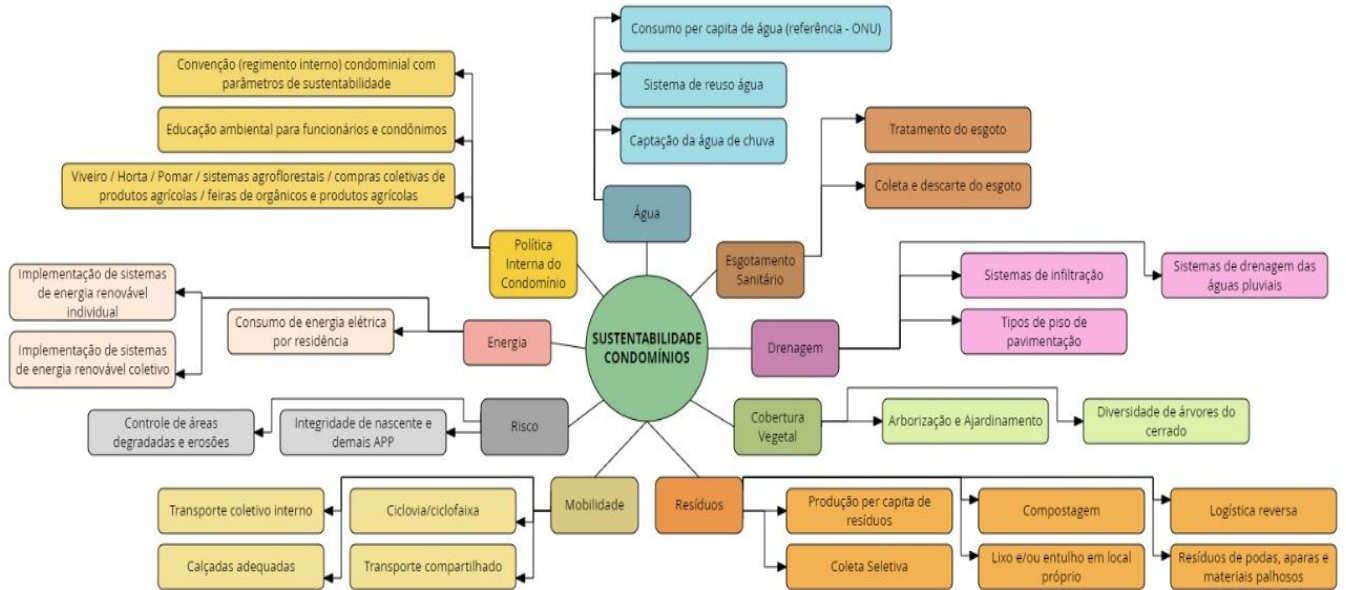 Consumo per capita de água (referência - ONU)
Sistema de reuso água
Captação da água de chuva
Água
Convenção (regimento interno) condominial com
parâmetros de sustentabilidade
Educação ambiental para funcionários e condônimos
Viveiro / Horta / Pomar / sistemas agroflorestais / compras coletivas de
produtos agrícolas / feiras de orgânicos e produtos agrícolas
Política
Interna do
Condomínio
Tratamento do esgoto
Coleta e descarte do esgoto
Esgotamento
Sanitário
Implementação de sistemas
de energia renovável
individual
Implementação de sistemas
de energia renovável coletivo
Consumo de energia elétrica
por residência
Energia
SUSTENTABILIDADE
CONDOMÍNIOS
Drenagem
Sistemas de infiltração
Tipos de piso de
pavimentação
Sistemas de drenagem das
águas pluviais
Controle de áreas
degradadas e erosões
Integridade de nascente e
demais APP
Risco
Cobertura
Vegetal
Arborização e Ajardinamento
Diversidade de árvores do
cerrado
Transporte coletivo interno
Ciclovia/ciclofaixa
Calçadas adequadas
Transporte compartilhado
Mobilidade
Resíduos
Produção per capita de
resíduos
Compostagem
Logística reversa
Coleta Seletiva
Lixo e/ou entulho em local
próprio
Resíduos de podas, aparas e
materiais palhosos